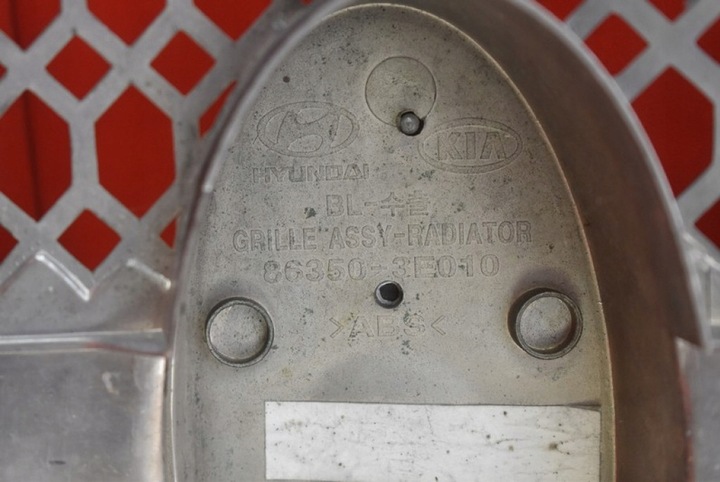 HYUNDAI
KIA
BL-수출
GRILLE ASSY-RADIATOR
86350-3E010
>ABS<